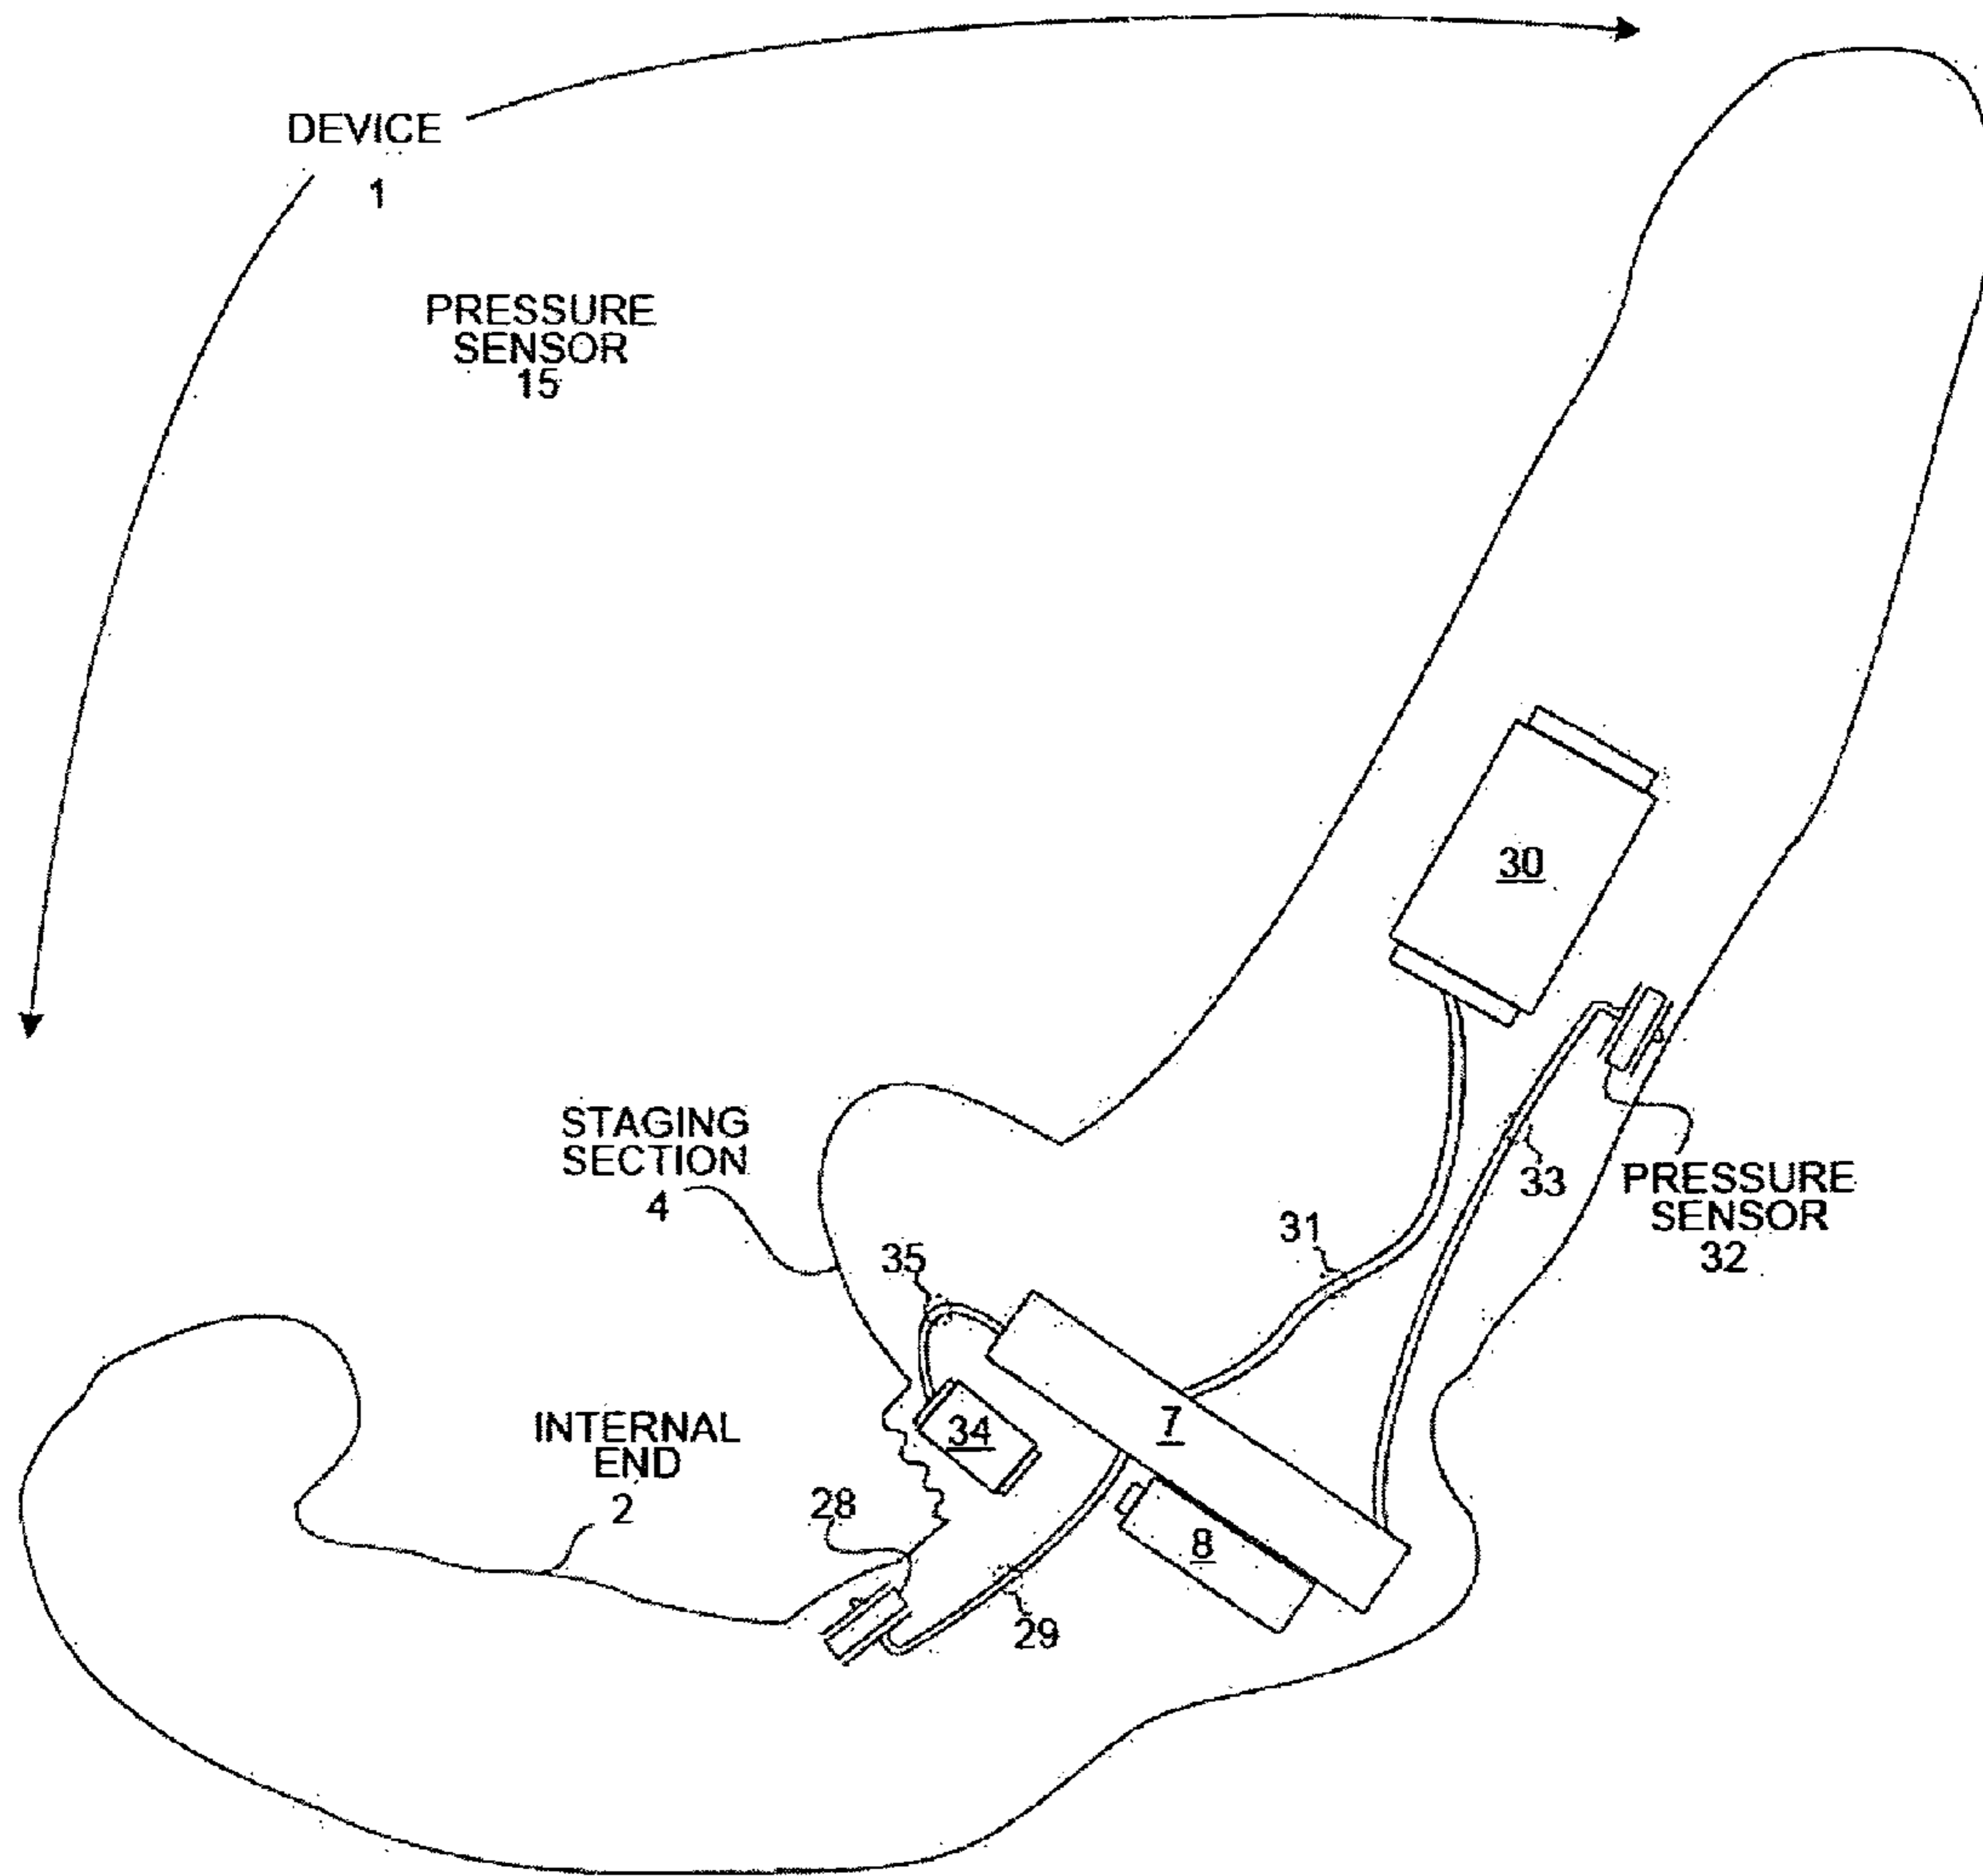 DEVICE
1
PRESSURE
SENSOR
15
30
STAGING
SECTION
4
33
PRESSURE
SENSOR
32
31
35
INTERNAL
END
2
34
7
28
8
29